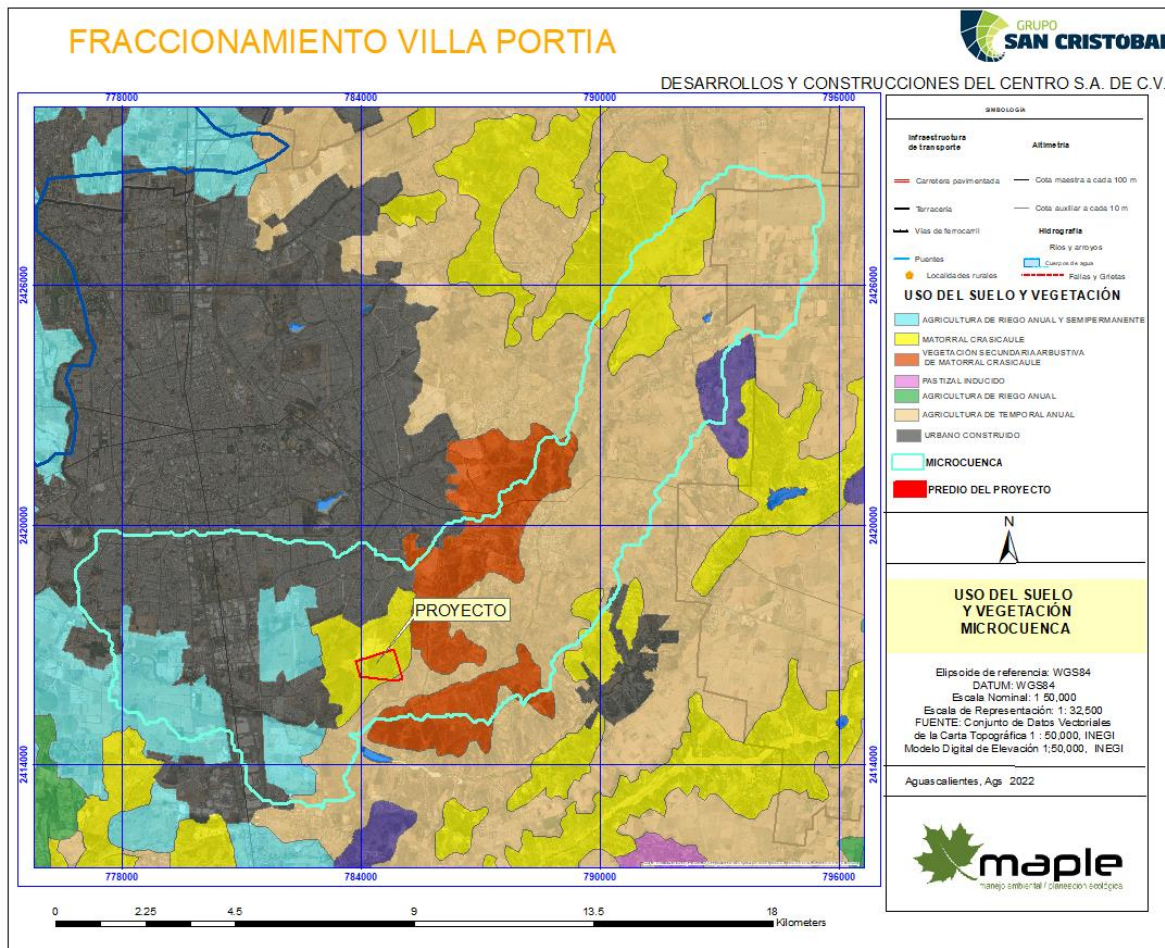 FRACCIONAMIENTO VILLA PORTIA
GRUPO
SAN CRISTOBAL
DESARROLLOS Y CONSTRUCCIONES DEL CENTRO S.A. DE C.V.
778000 784000 790000 796000
2426000 2426000
2420000 2420000
2414000 2414000
PROYECTO
778000 784000 790000 796000
0 2.25 4.5 9 13.5 18
Kilometers
SIMBOLOGÍA
Infraestructura
de transporte
Altimetría
Carretera pavimentada
Cota maestra a cada 100 m
Terracería
Cota auxiliar a cada 10 m
Vías de ferrocarril
Hidrografía
Ríos y arroyos
Puentes
Cuerpos de agua
Localidades rurales
Fallas y Grietas
USO DEL SUELO Y VEGETACIÓN
AGRICULTURA DE RIEGO ANUAL Y SEMIPERMANENTE
MATORRAL CRASICAULE
VEGETACIÓN SECUNDARIA ARBUSTIVA
DE MATORRAL CRASICAULE
PASTIZAL INDUCIDO
AGRICULTURA DE RIEGO ANUAL
AGRICULTURA DE TEMPORAL ANUAL
URBANO CONSTRUIDO
MICROCUENCA
PREDIO DEL PROYECTO
N
USO DEL SUELO
Y VEGETACIÓN
MICROCUENCA
Elipsoide de referencia: WGS84
DATUM: WGS84
Escala Nominal: 1 50,000
Escala de Representación: 1: 32,500
FUENTE: Conjunto de Datos Vectoriales
de la Carta Topográfica 1 : 50,000, INEGI
Modelo Digital de Elevación 1:50,000, INEGI
Aguascalientes, Ags 2022
maple
manejo ambiental / planeación ecológica